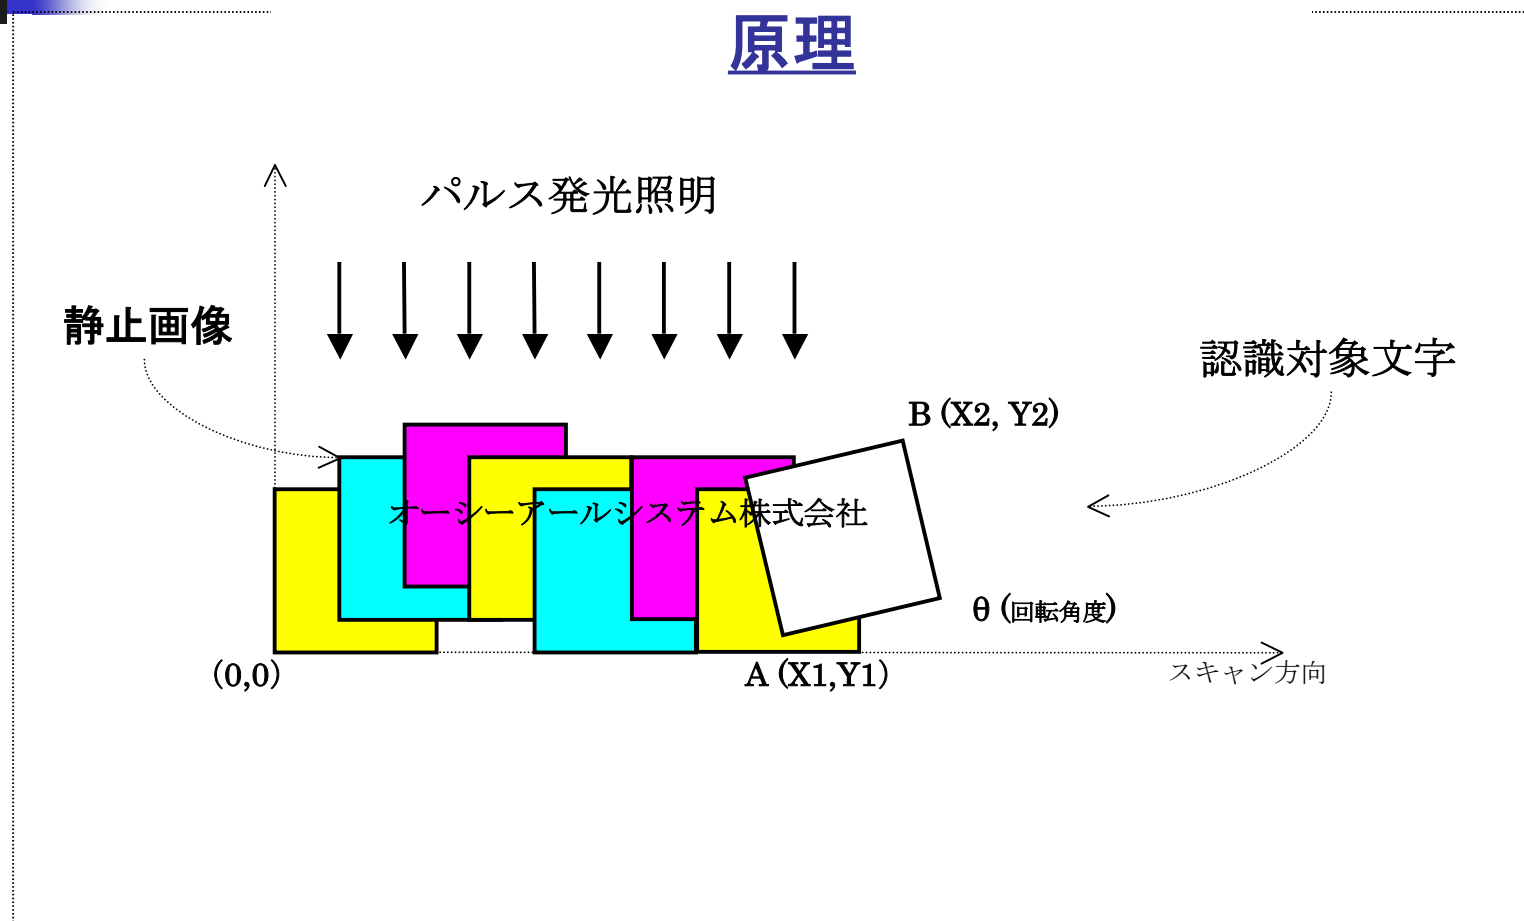 原理
パルス発光照明
静止画像
認識対象文字
B (X2, Y2)
オーシーアールシステム株式会社
θ (回転角度)
(0,0)
A (X1,Y1)
スキャン方向